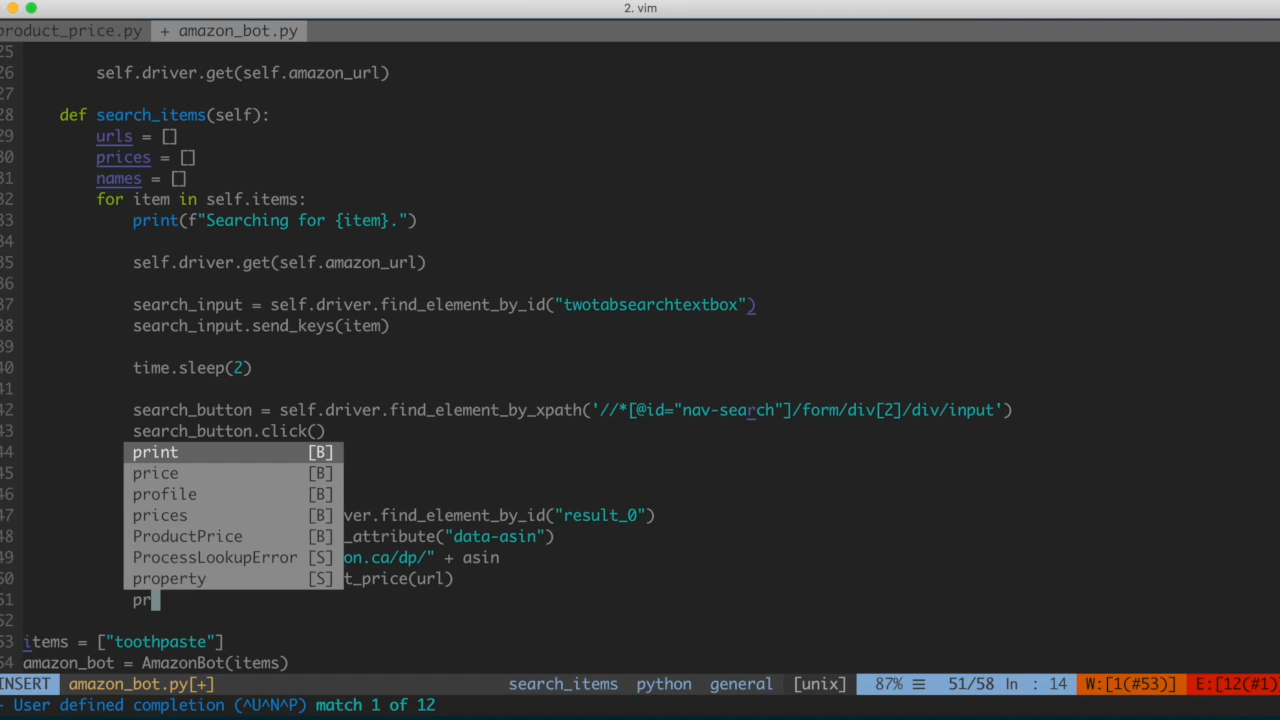 2. vim
product_price.py + amazon_bot.py
25
26 self.driver.get(self.amazon_url)
27
28 def search_items(self):
29 urls = []
30 prices = []
31 names = []
32 for item in self.items:
33 print(f"Searching for {item}.")
34
35 self.driver.get(self.amazon_url)
36
37 search_input = self.driver.find_element_by_id("twotabsearchtextbox")
38 search_input.send_keys(item)
39
40 time.sleep(2)
41
42 search_button = self.driver.find_element_by_xpath('//*[@id="nav-search"]/form/div[2]/div/input')
43 search_button.click()
44 print [B]
45 price [B]
46 profile [B]
47 prices [B] ver.find_element_by_id("result_0")
48 ProductPrice [B] _attribute("data-asin")
49 ProcessLookupError [S] on.ca/dp/" + asin
50 property [S] t_price(url)
51 pr
52
53 items = ["toothpaste"]
54 amazon_bot = AmazonBot(items)
INSERT amazon_bot.py[+] search_items python general [unix] 87% ☰ 51/58 ln : 14 W:[1(#53)] E:[12(#1)
- User defined completion (^U^N^P) match 1 of 12